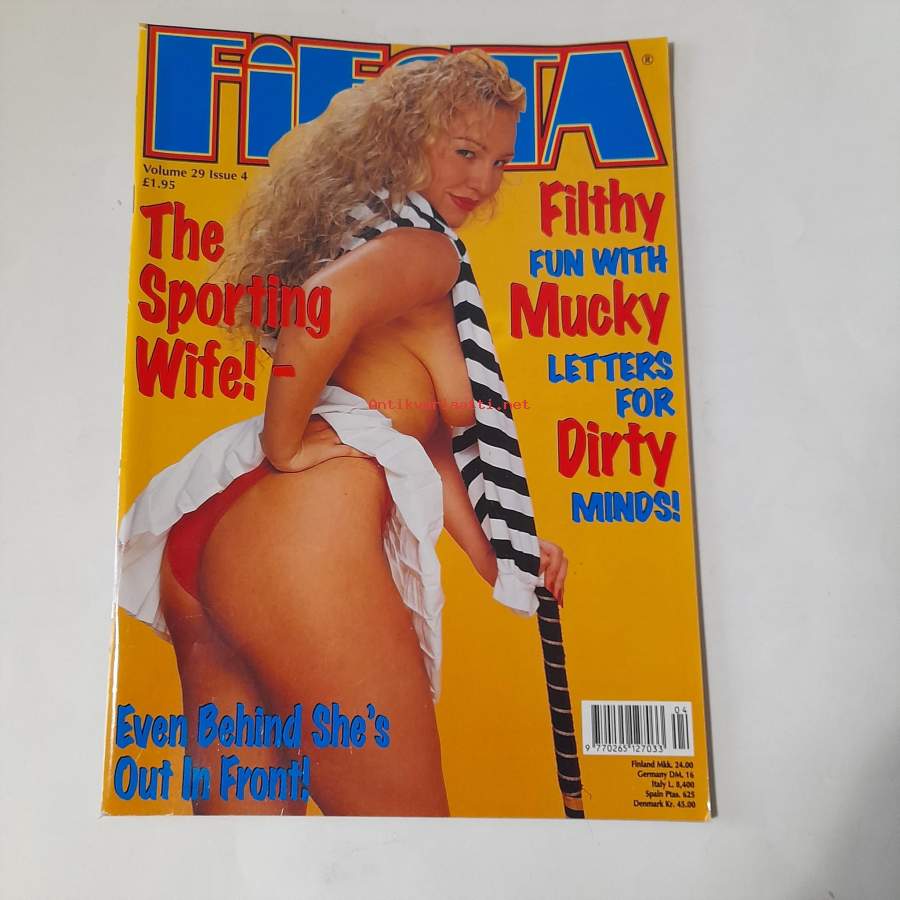 FiESTA
®
Volume 29 Issue 4
£1.95
The
Sporting
Wife! -
Filthy
FUN WITH
Mucky
LETTERS
FOR
Dirty
MINDS!
Antikvariaatti.net
Even Behind She's
Out In Front!
04
9 770265 127033
Finland Mkk. 24.00
Germany DM. 16
Italy L. 8,400
Spain Ptas. 625
Denmark Kr. 45.00